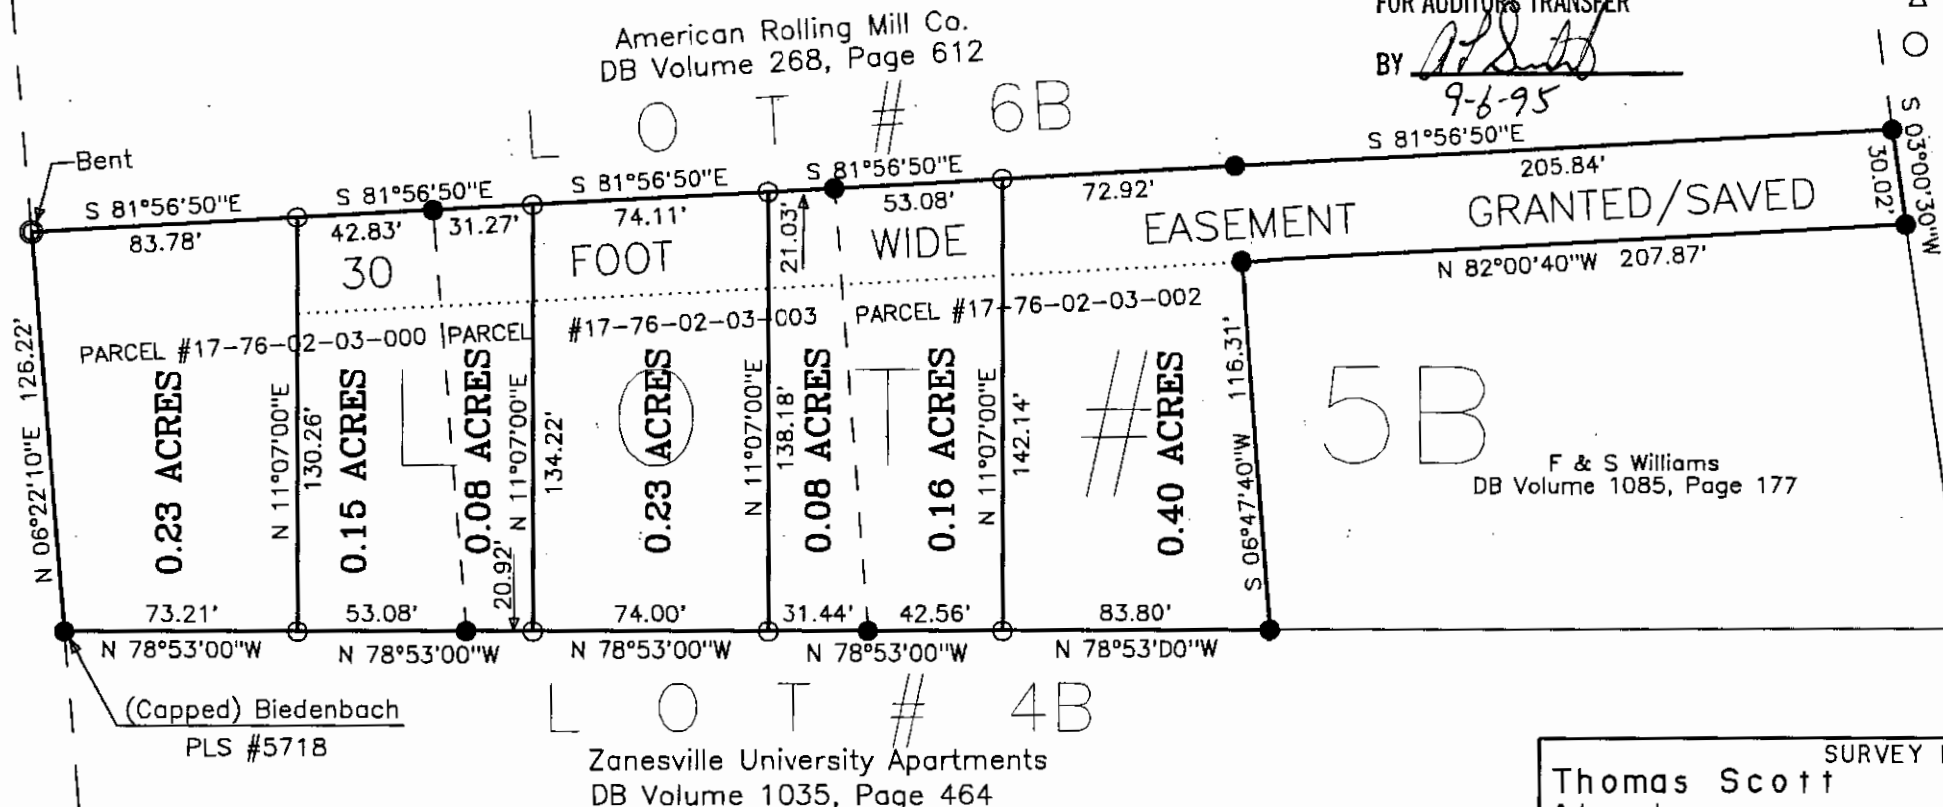 FOR AUDITORS TRANSFER
BY
9-6-95
American Rolling Mill Co.
DB Volume 268, Page 612
LOT # 6B
Bent
S 81°56'50"E
83.78'
S 81°56'50"E
42.83'
31.27'
S 81°56'50"E
74.11'
S 81°56'50"E
53.08'
72.92'
S 81°56'50"E
205.84'
S 03°00'30"W
30.02'
21.03'
30 FOOT WIDE EASEMENT GRANTED/SAVED
N 82°00'40"W 207.87'
PARCEL #17-76-02-03-000
PARCEL #17-76-02-03-003
PARCEL #17-76-02-03-002
N 06°22'10"E 126.22'
0.23 ACRES
N 11°07'00"E
130.26'
0.15 ACRES
0.08 ACRES
N 11°07'00"E
134.22'
0.23 ACRES
N 11°07'00"E
138.18'
0.08 ACRES
0.16 ACRES
N 11°07'00"E
142.14'
0.40 ACRES
S 06°47'40"W 116.31'
LOT # 5B
F & S Williams
DB Volume 1085, Page 177
73.21'
53.08'
20.92'
74.00'
31.44'
42.56'
83.80'
N 78°53'00"W
N 78°53'00"W
N 78°53'00"W
N 78°53'00"W
N 78°53'D0"W
(Capped) Biedenbach
PLS #5718
LOT # 4B
Zanesville University Apartments
DB Volume 1035, Page 464
SURVEY
Thomas Scott